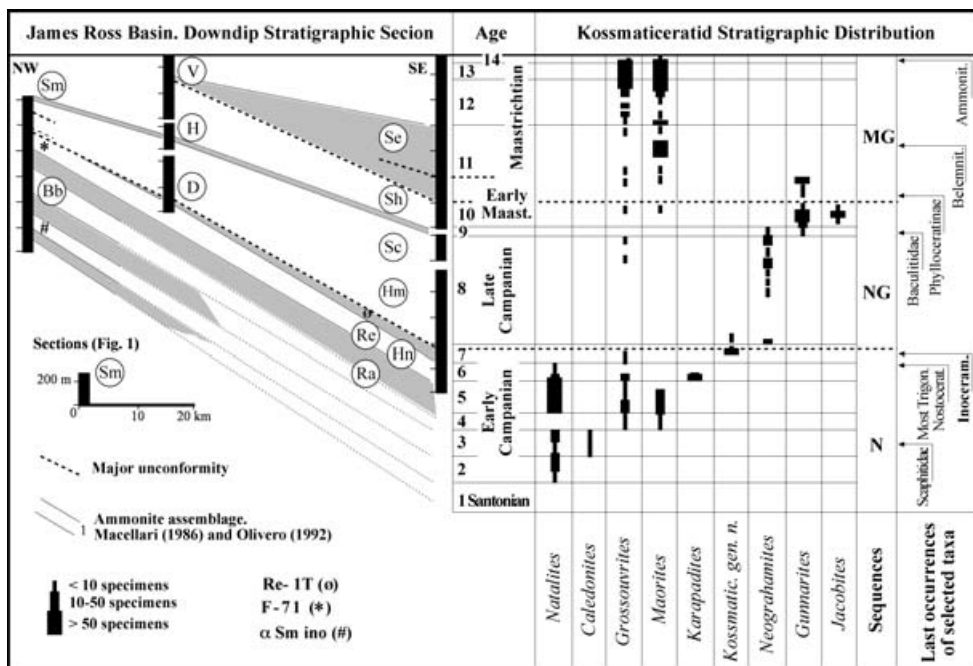 James Ross Basin. Downdip Stratigraphic Secion
Age
Kossmaticeratid Stratigraphic Distribution
NW
SE
Sm
V
H
D
Se
Sh
Sc
Hm
Bb
Re
Hn
Ra
*
#
ø
Sections (Fig. 1)
200 m
Sm
0 10 20 km
Major unconformity
1 Ammonite assemblage.
Macellari (1986) and Olivero (1992)
< 10 specimens
10-50 specimens
> 50 specimens
Re- 1T (ø)
F-71 (*)
α Sm ino (#)
14
13
12
11
10
9
8
7
6
5
4
3
2
1 Santonian
Maastrichtian
Early
Maast.
Late
Campanian
Early
Campanian
MG
NG
N
Ammonit.
Belemnit.
Baculitidae
Phylloceratinae
Inoceram.
Most Trigon.
Nostocerat.
Scaphitidae
Natalites
Caledonites
Grossouvrites
Maorites
Karapadites
Kossmatic. gen. n.
Neograhamites
Gunnarites
Jacobites
Sequences
Last occurrences
of selected taxa